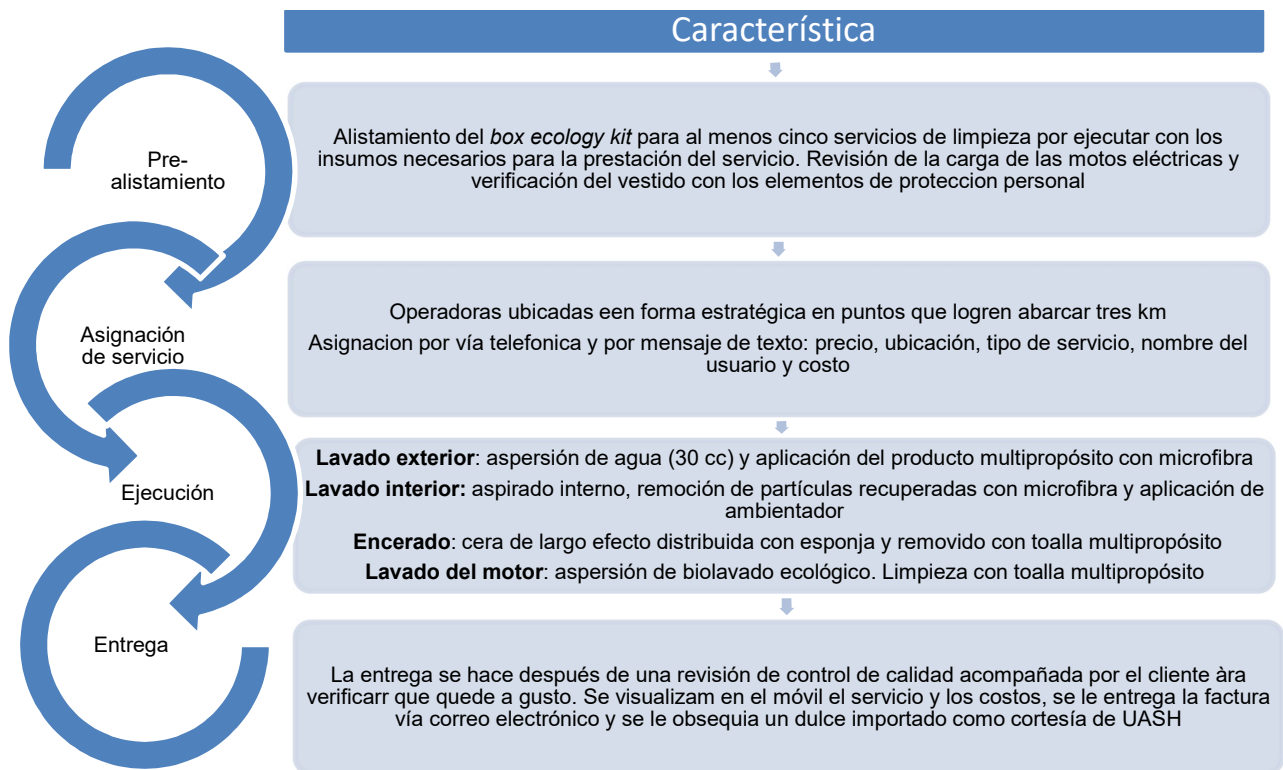 Característica
Pre-
alistamiento
Alistamiento del box ecology kit para al menos cinco servicios de limpieza por ejecutar con los
insumos necesarios para la prestación del servicio. Revisión de la carga de las motos eléctricas y
verificación del vestido con los elementos de proteccion personal
Asignación
de servicio
Operadoras ubicadas een forma estratégica en puntos que logren abarcar tres km
Asignacion por vía telefonica y por mensaje de texto: precio, ubicación, tipo de servicio, nombre del
usuario y costo
Ejecución
Lavado exterior: aspersión de agua (30 cc) y aplicación del producto multipropósito con microfibra
Lavado interior: aspirado interno, remoción de partículas recuperadas con microfibra y aplicación de
ambientador
Encerado: cera de largo efecto distribuida con esponja y removido con toalla multipropósito
Lavado del motor: aspersión de biolavado ecológico. Limpieza con toalla multipropósito
Entrega
La entrega se hace después de una revisión de control de calidad acompañada por el cliente àra
verificarr que quede a gusto. Se visualizam en el móvil el servicio y los costos, se le entrega la factura
vía correo electrónico y se le obsequia un dulce importado como cortesía de UASH